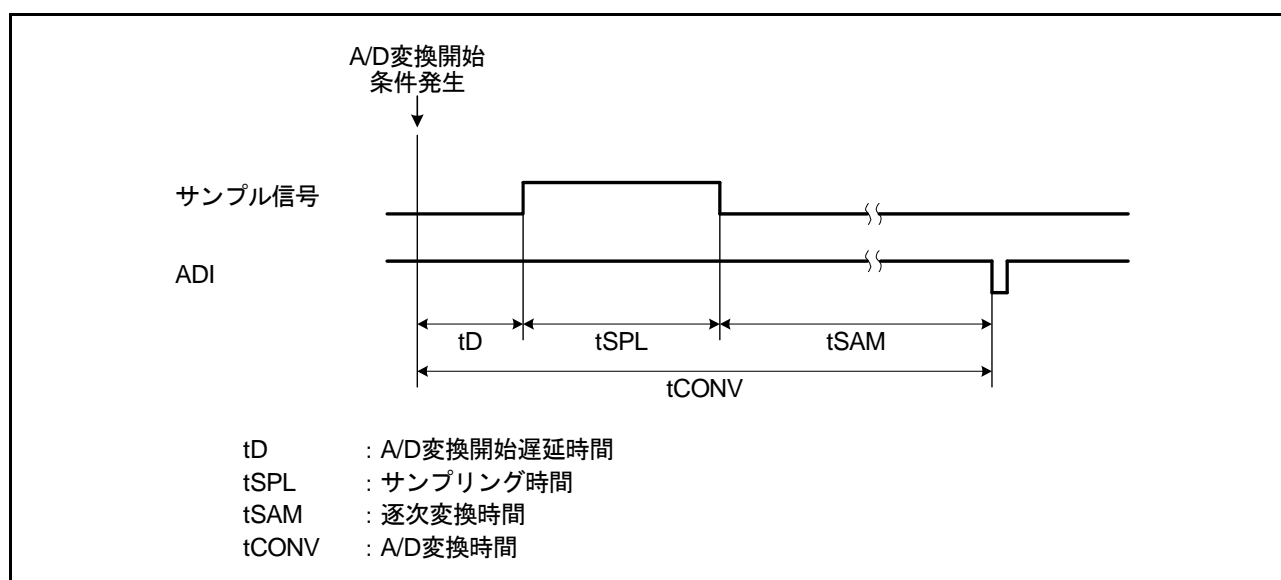 A/D変換開始
条件発生
サンプル信号
ADI
tD
tSPL
tSAM
tCONV
tD : A/D変換開始遅延時間
tSPL : サンプリング時間
tSAM : 逐次変換時間
tCONV : A/D変換時間